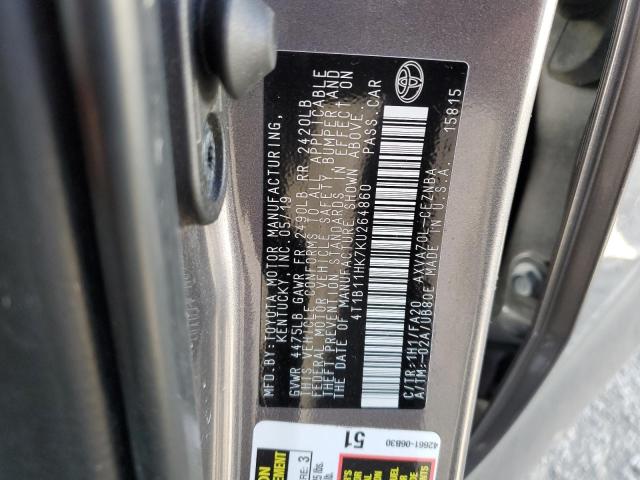 MFD.BY:TOYOTA MOTOR MANUFACTURING,
KENTUCKY, INC. 05/19
GVWR 4475LB GAWR FR 2490LB RR 2420LB
THIS VEHICLE CONFORMS TO ALL APPLICABLE
FEDERAL MOTOR VEHICLE SAFETY, BUMPER, AND
THEFT PREVENTION STANDARDS IN EFFECT ON
THE DATE OF MANUFACTURE SHOWN ABOVE.
4T1B11HK7KU264860 PASS.CAR
C/TR:1H1/FA20 AXVA70L-CEZNBA
A/TM:-02A/UB80E MADE IN U.S.A. 15815
42661-06B30
51
3
lbs.